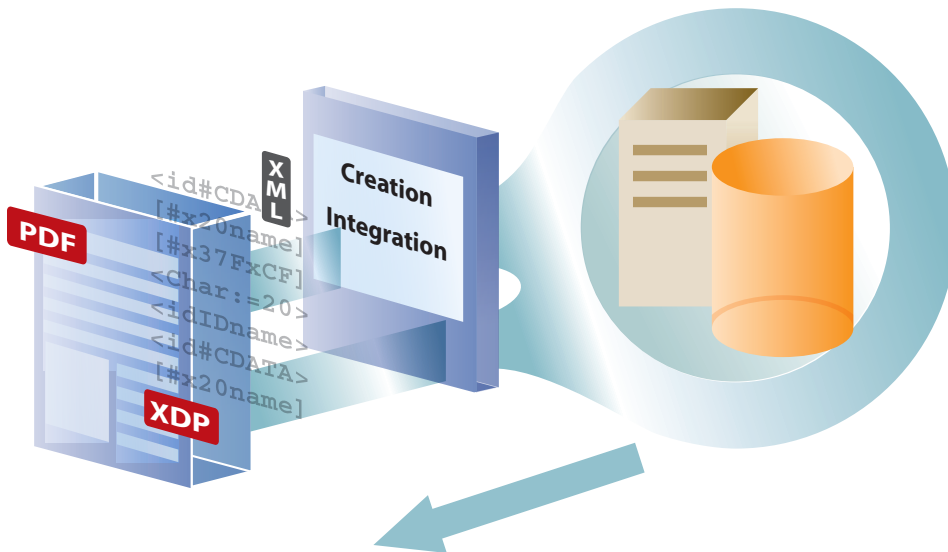 PDF
XML
Creation
Integration
<id#CDATA>
[#x20name]
[#x37FxCF]
<Char:=20>
<idIDname>
<id#CDATA>
[#x20name]
XDP